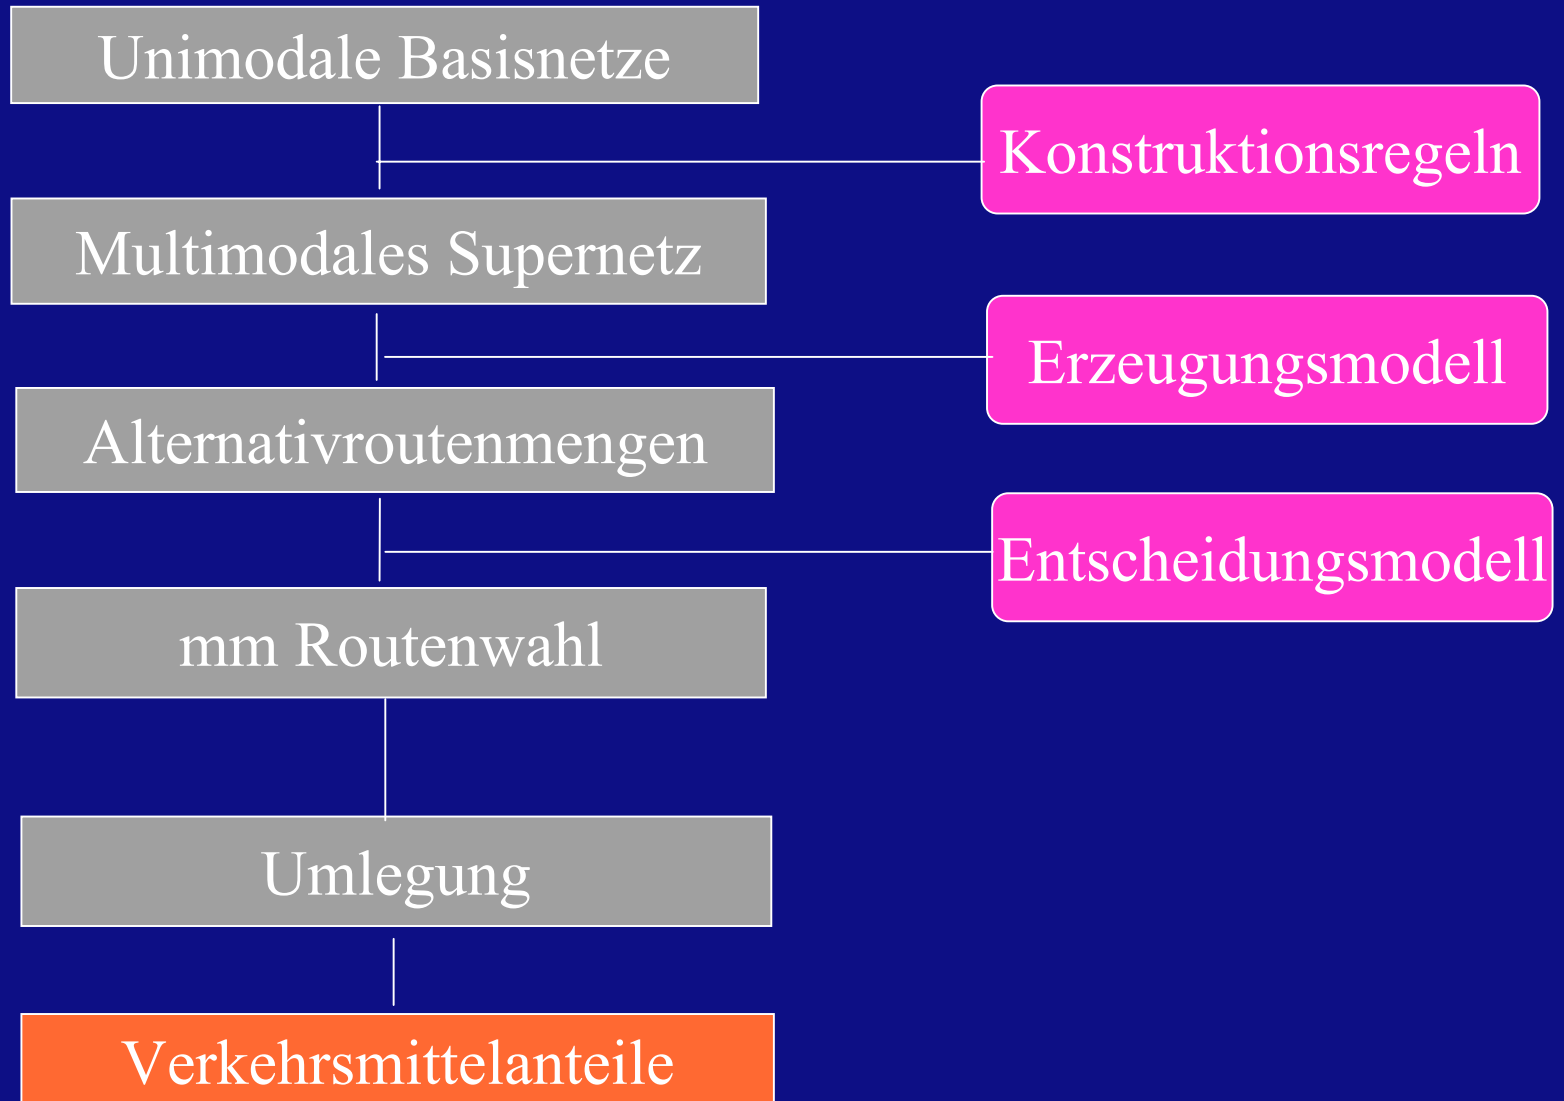 Unimodale Basisnetze
Konstruktionsregeln
Multimodales Supernetz
Erzeugungsmodell
Alternativroutenmengen
Entscheidungsmodell
mm Routenwahl
Umlegung
Verkehrsmittelanteile